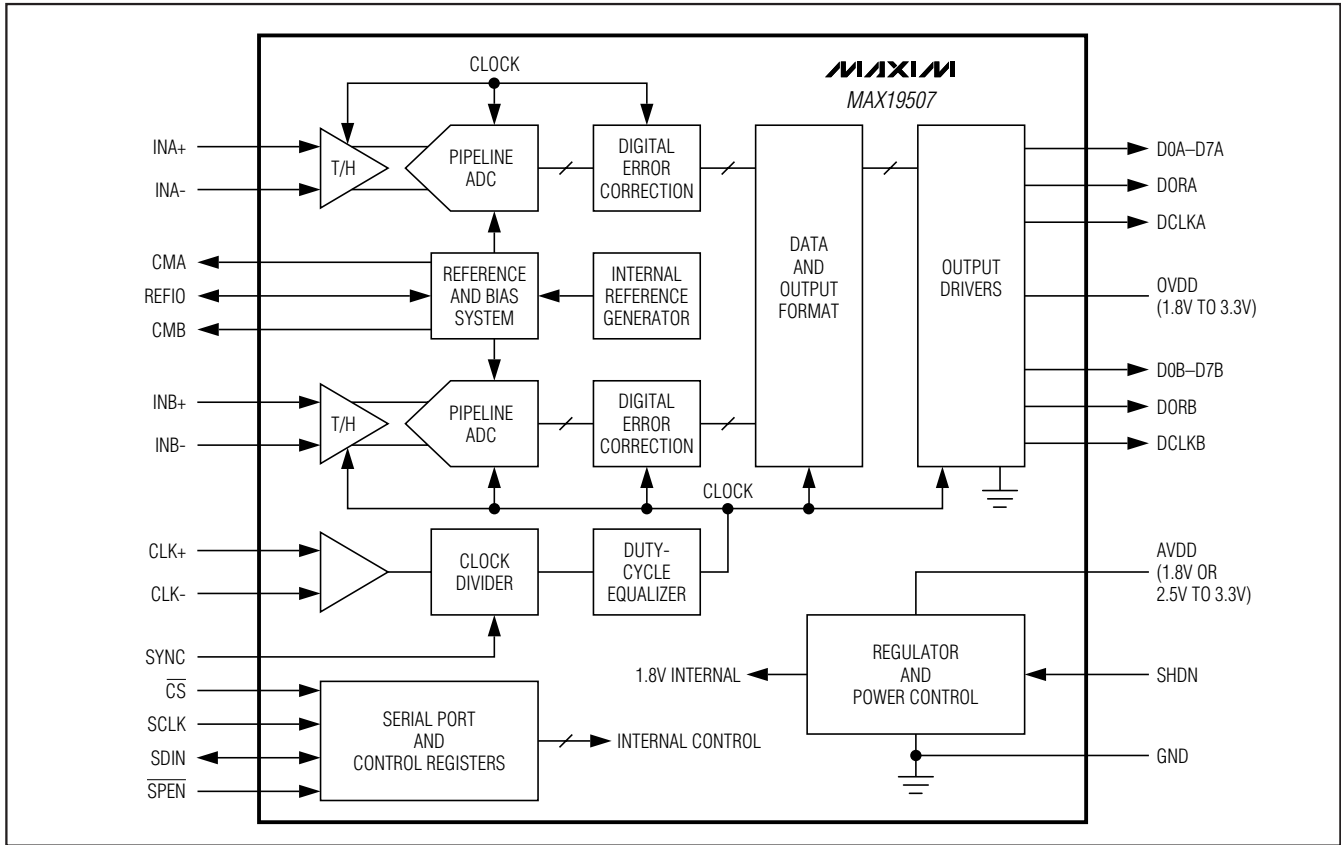 CLOCK
MAXIM
MAX19507
INA+
INA-
T/H
PIPELINE
ADC
DIGITAL
ERROR
CORRECTION
CMA
REFIO
CMB
REFERENCE
AND BIAS
SYSTEM
INTERNAL
REFERENCE
GENERATOR
INB+
INB-
T/H
PIPELINE
ADC
DIGITAL
ERROR
CORRECTION
DATA
AND
OUTPUT
FORMAT
OUTPUT
DRIVERS
D0A–D7A
DORA
DCLKA
OVDD
(1.8V TO 3.3V)
D0B–D7B
DORB
DCLKB
CLOCK
CLK+
CLK-
CLOCK
DIVIDER
DUTY-
CYCLE
EQUALIZER
SYNC
C̅S̅
SCLK
SDIN
S̅P̅E̅N̅
SERIAL PORT
AND
CONTROL REGISTERS
INTERNAL CONTROL
1.8V INTERNAL
REGULATOR
AND
POWER CONTROL
AVDD
(1.8V OR
2.5V TO 3.3V)
SHDN
GND